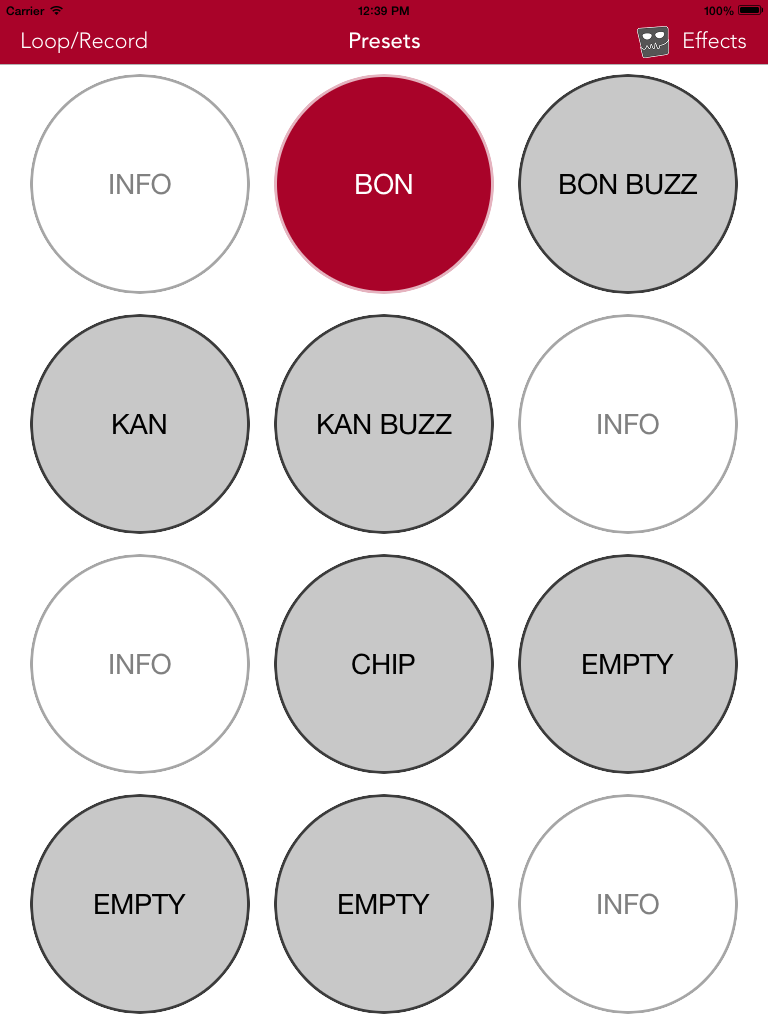 Carrier 12:39 PM 100%
Loop/Record Presets Effects
INFO BON BON BUZZ
KAN KAN BUZZ INFO
INFO CHIP EMPTY
EMPTY EMPTY INFO